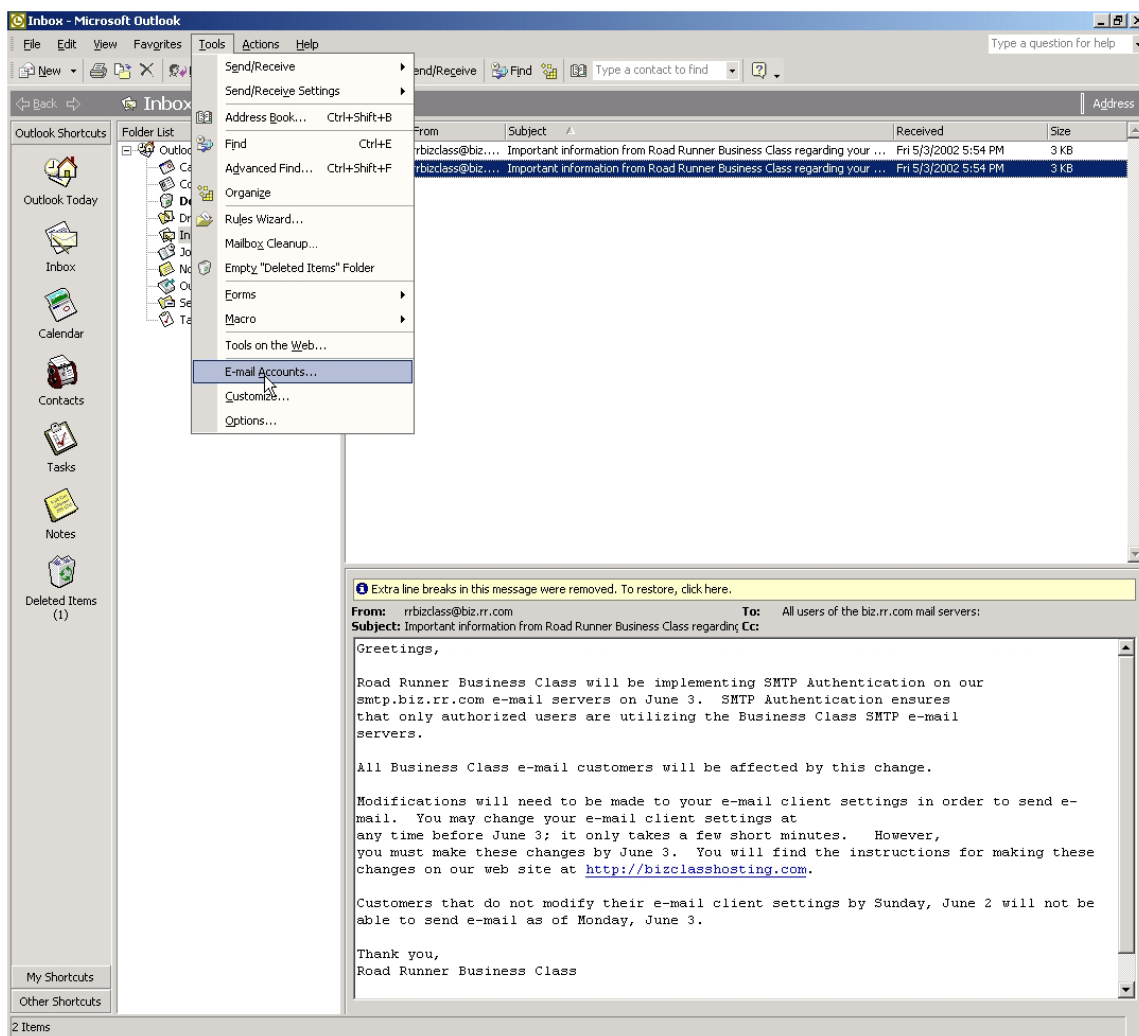 Inbox - Microsoft Outlook
File Edit View Favorites Tools Actions Help
Type a question for help
New
end/Receive Find Type a contact to find
Back Inbox
Address
Send/Receive
Send/Receive Settings
Address Book... Ctrl+Shift+B
Find Ctrl+E
Advanced Find... Ctrl+Shift+F
Organize
Rules Wizard...
Mailbox Cleanup...
Empty "Deleted Items" Folder
Forms
Macro
Tools on the Web...
E-mail Accounts...
Customize...
Options...
Outlook Shortcuts
Outlook Today
Inbox
Calendar
Contacts
Tasks
Notes
Deleted Items
(1)
My Shortcuts
Other Shortcuts
Folder List
Outloo
Ca
Co
De
Dr
In
Jo
No
Ou
Se
Ta
From Subject Received Size
rrbizclass@biz.... Important information from Road Runner Business Class regarding your ... Fri 5/3/2002 5:54 PM 3 KB
rrbizclass@biz.... Important information from Road Runner Business Class regarding your ... Fri 5/3/2002 5:54 PM 3 KB
Extra line breaks in this message were removed. To restore, click here.
From: rrbizclass@biz.rr.com To: All users of the biz.rr.com mail servers:
Subject: Important information from Road Runner Business Class regarding Cc:
Greetings,
Road Runner Business Class will be implementing SMTP Authentication on our
smtp.biz.rr.com e-mail servers on June 3. SMTP Authentication ensures
that only authorized users are utilizing the Business Class SMTP e-mail
servers.
All Business Class e-mail customers will be affected by this change.
Modifications will need to be made to your e-mail client settings in order to send e-
mail. You may change your e-mail client settings at
any time before June 3; it only takes a few short minutes. However,
you must make these changes by June 3. You will find the instructions for making these
changes on our web site at http://bizclasshosting.com.
Customers that do not modify their e-mail client settings by Sunday, June 2 will not be
able to send e-mail as of Monday, June 3.
Thank you,
Road Runner Business Class
2 Items